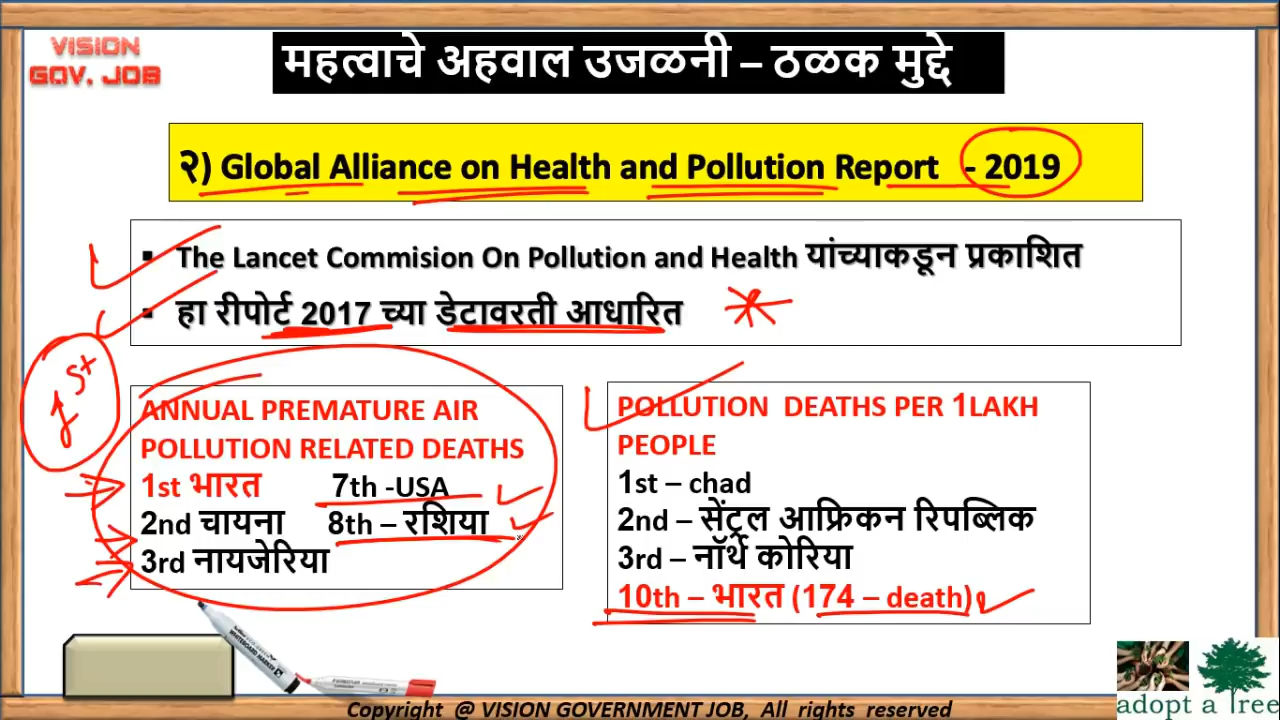 VISION
GOV. JOB
महत्वाचे अहवाल उजळनी – ठळक मुद्दे
२) Global Alliance on Health and Pollution Report - 2019
▪ The Lancet Commision On Pollution and Health यांच्याकडून प्रकाशित
▪ हा रीपोर्ट 2017 च्या डेटावरती आधारित
1st
ANNUAL PREMATURE AIR
POLLUTION RELATED DEATHS
1st भारत 7th -USA
2nd चायना 8th – रशिया
3rd नायजेरिया
POLLUTION DEATHS PER 1LAKH
PEOPLE
1st – chad
2nd – सेंट्रल आफ्रिकन रिपब्लिक
3rd – नॉर्थ कोरिया
10th – भारत (174 – death)
adopt a Tree
Copyright @ VISION GOVERNMENT JOB, All rights reserved